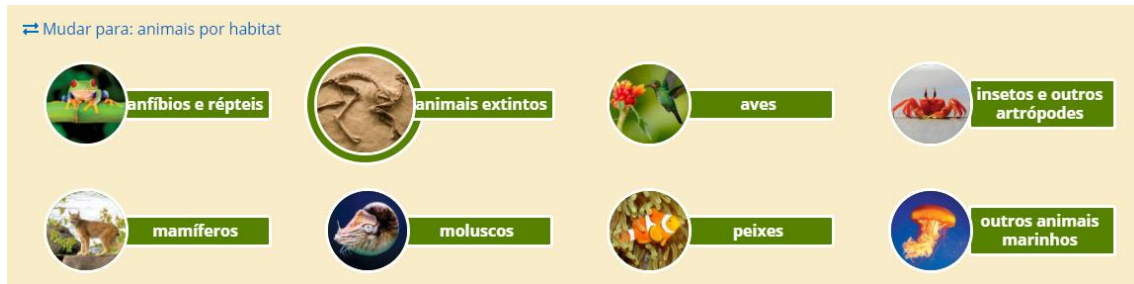 Mudar para: animais por habitat
anfíbios e répteis
animais extintos
aves
insetos e outros
artrópodes
mamíferos
moluscos
peixes
outros animais
marinhos